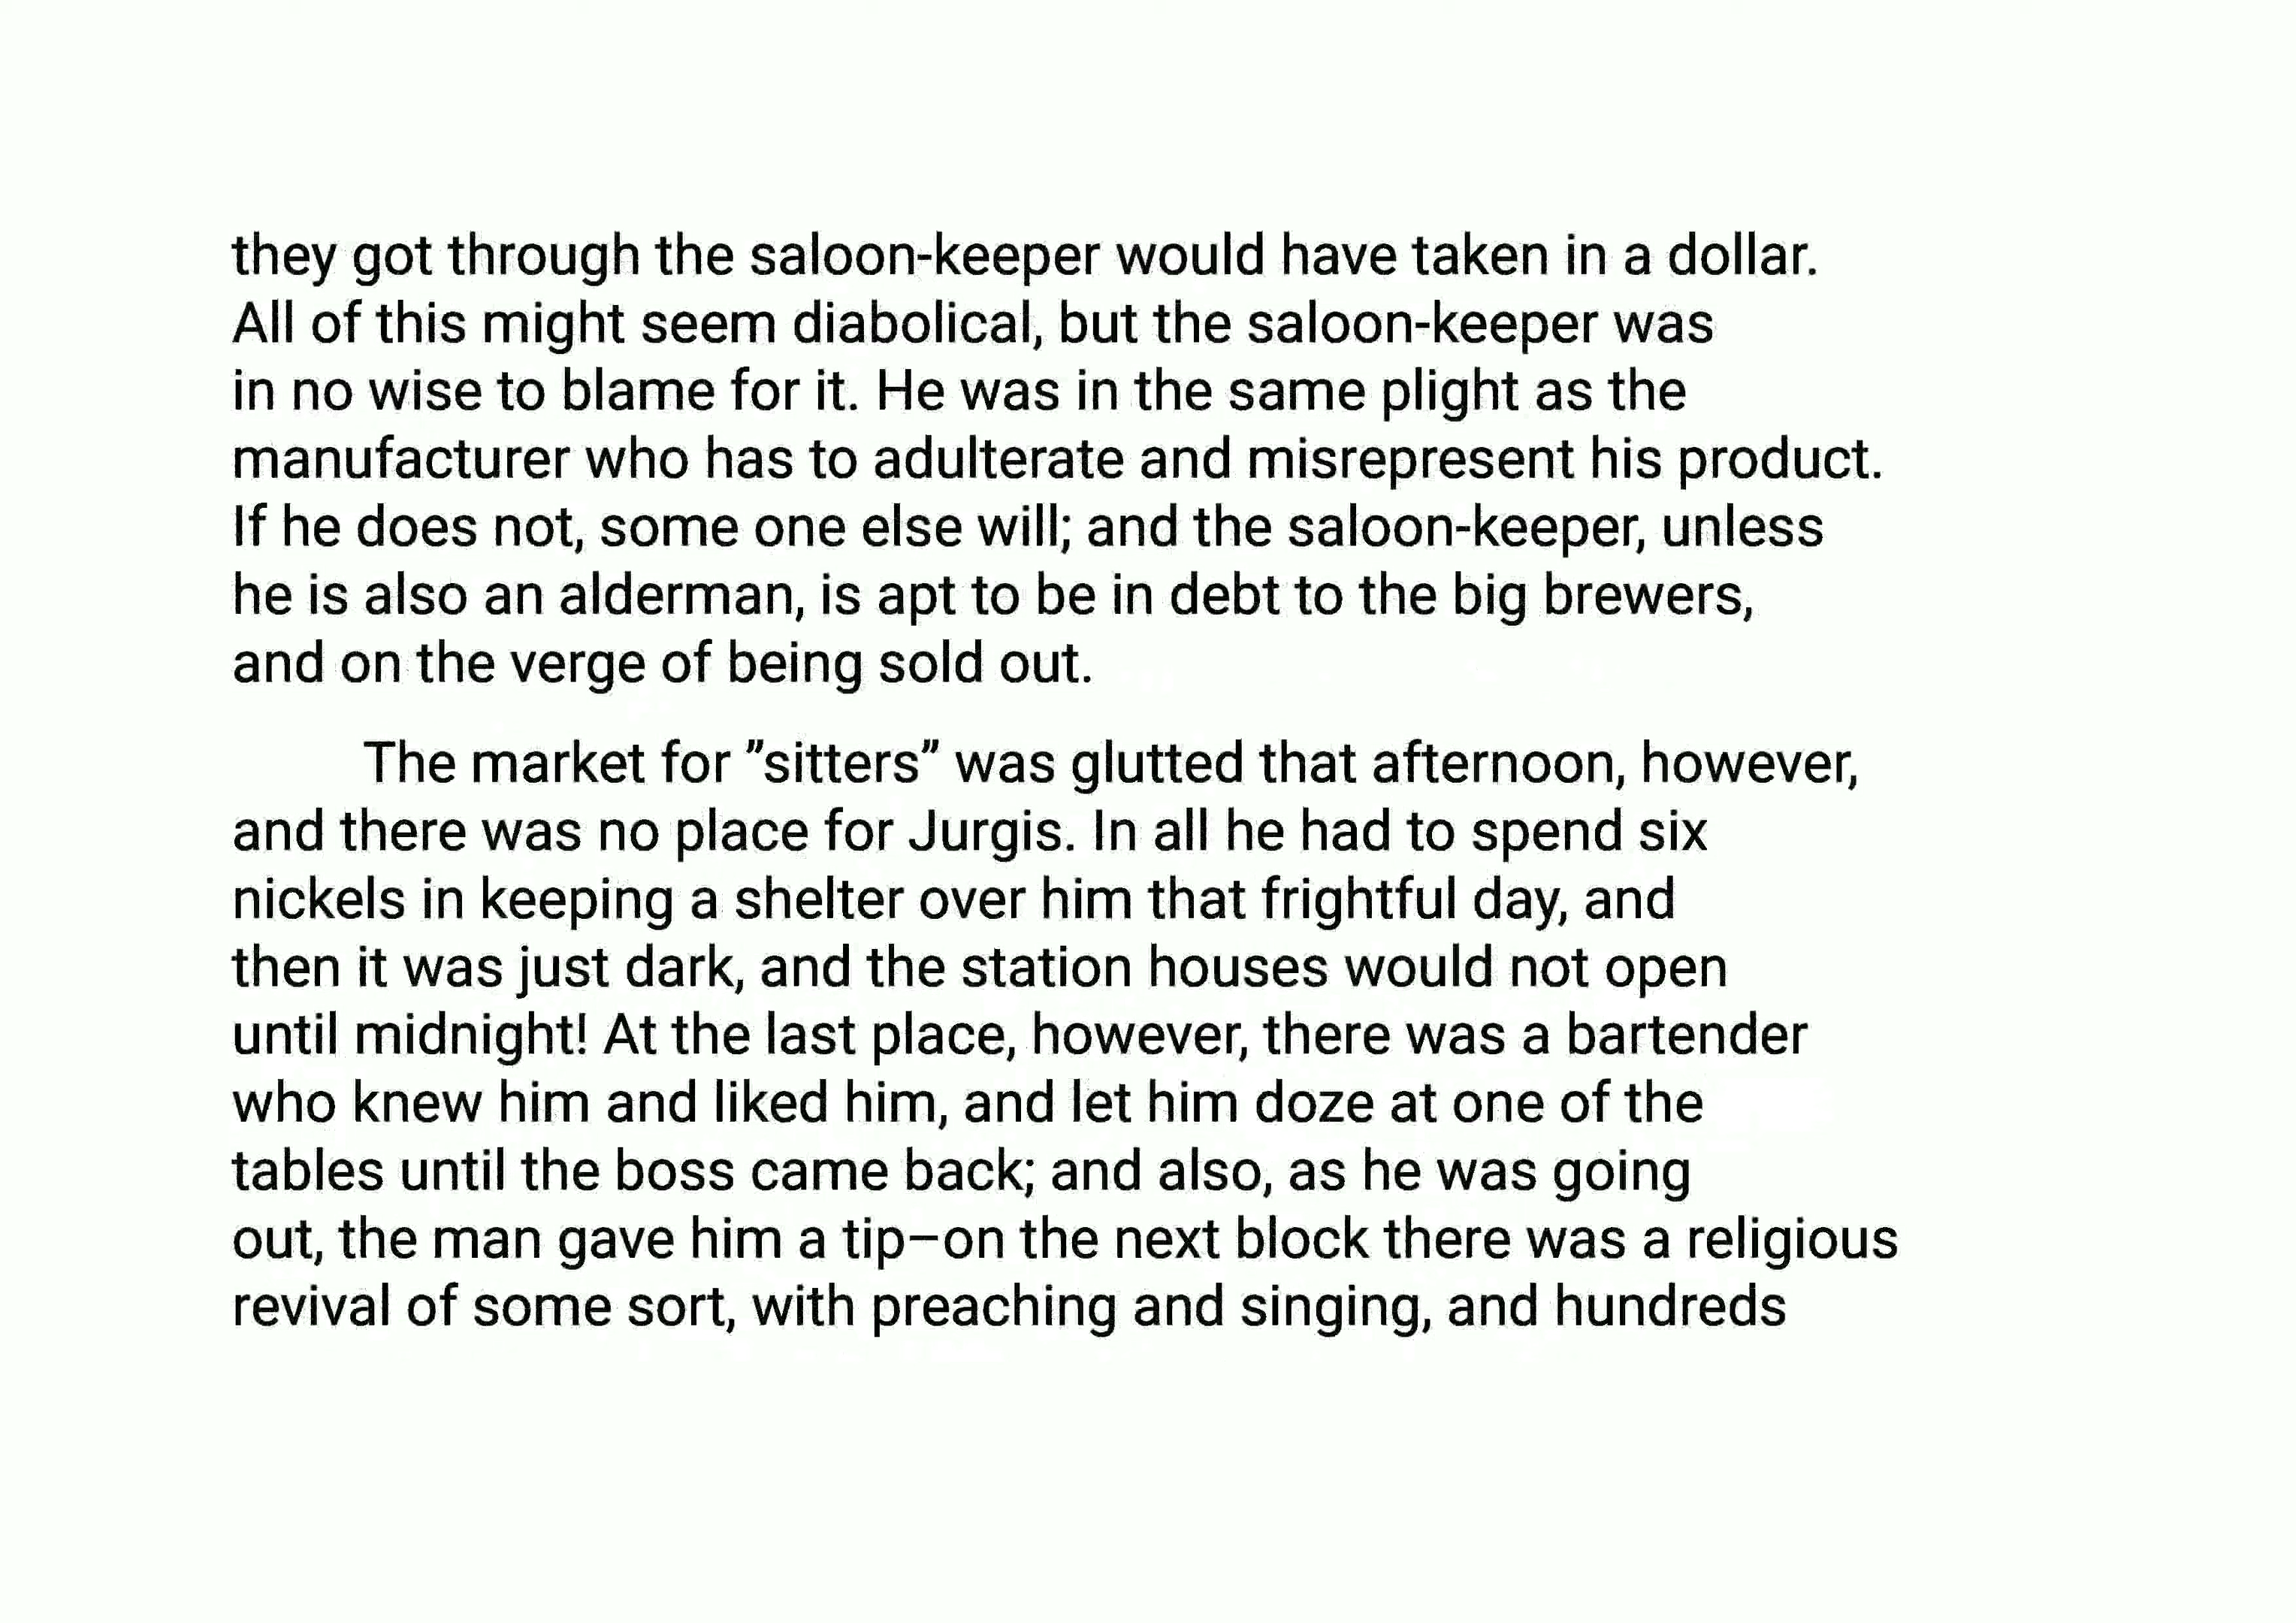 they got through the saloon-keeper would have taken in a dollar.
All of this might seem diabolical, but the saloon-keeper was
in no wise to blame for it. He was in the same plight as the
manufacturer who has to adulterate and misrepresent his product.
If he does not, some one else will; and the saloon-keeper, unless
he is also an alderman, is apt to be in debt to the big brewers,
and on the verge of being sold out.
The market for ”sitters” was glutted that afternoon, however,
and there was no place for Jurgis. In all he had to spend six
nickels in keeping a shelter over him that frightful day, and
then it was just dark, and the station houses would not open
until midnight! At the last place, however, there was a bartender
who knew him and liked him, and let him doze at one of the
tables until the boss came back; and also, as he was going
out, the man gave him a tip–on the next block there was a religious
revival of some sort, with preaching and singing, and hundreds